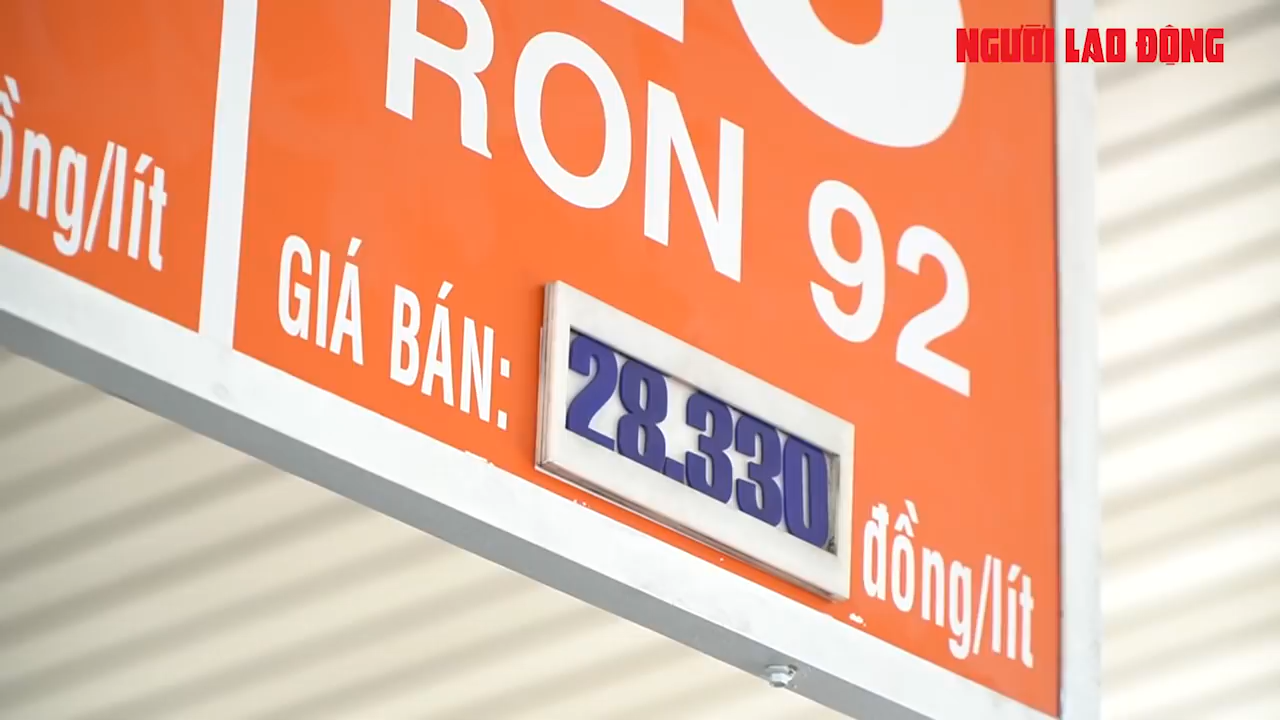 NGƯỜI LAO ĐỘNG
RON 92
GIÁ BÁN: 28.330 đồng/lít
ồng/lít